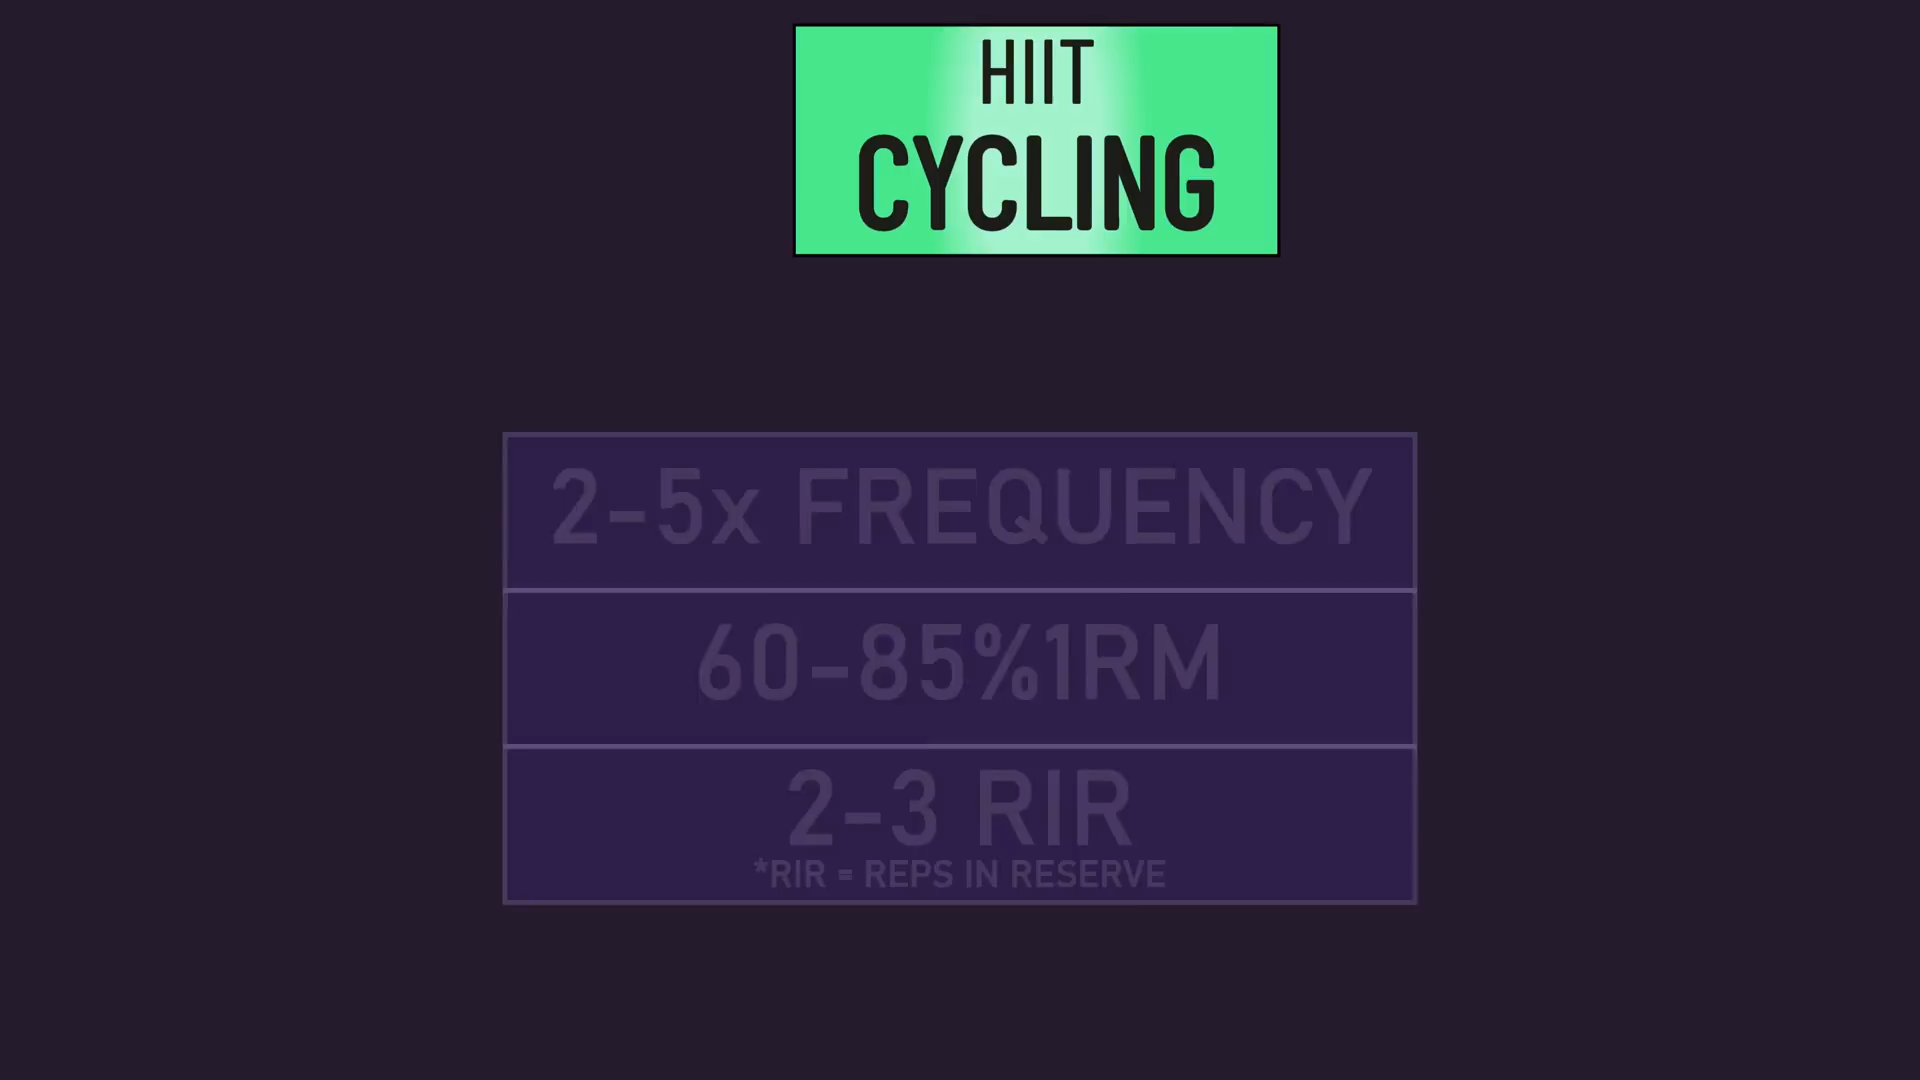 HIIT
CYCLING
2-5x FREQUENCY
60-85%1RM
2-3 RIR
*RIR = REPS IN RESERVE